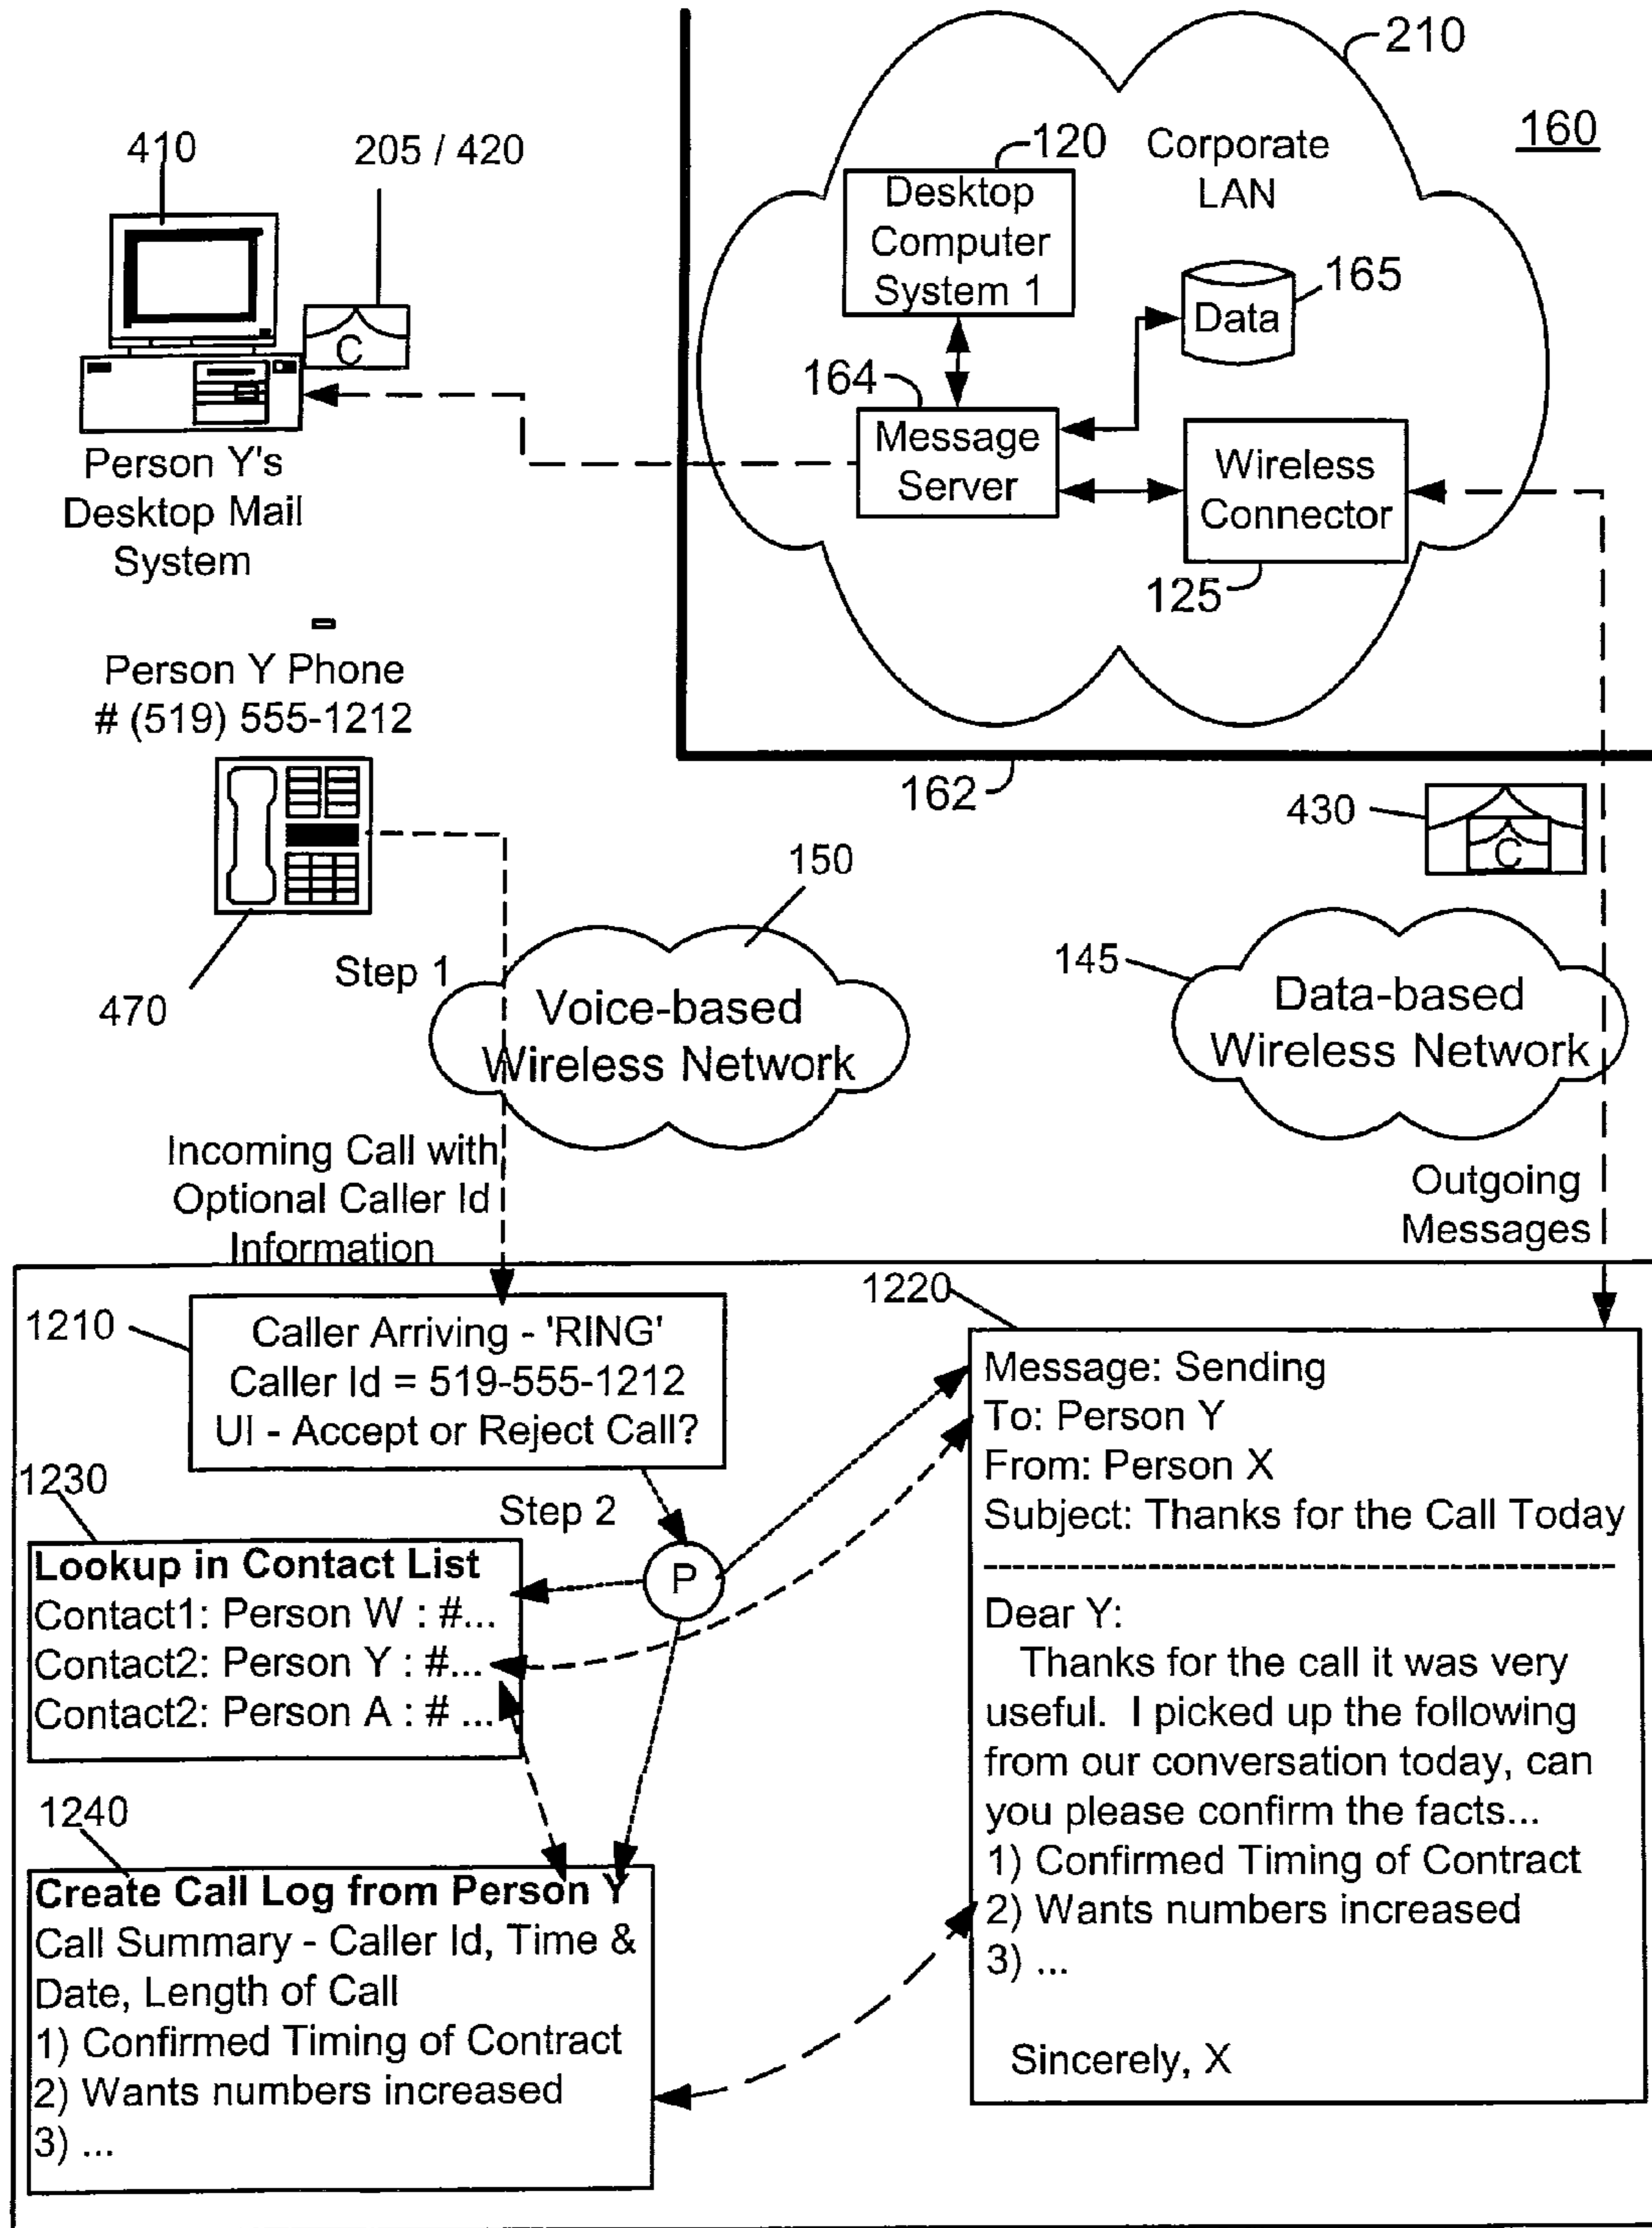 210
160
410
205 / 420
120
Corporate
LAN
Desktop
Computer
System 1
165
Data
C
164
Message
Server
Wireless
Connector
125
Person Y's
Desktop Mail
System
Person Y Phone
# (519) 555-1212
162
430
C
150
145
Step 1
470
Voice-based
Wireless Network
Data-based
Wireless Network
Incoming Call with
Optional Caller Id
Information
Outgoing
Messages
1210
Caller Arriving - 'RING'
Caller Id = 519-555-1212
UI - Accept or Reject Call?
1220
Message: Sending
To: Person Y
From: Person X
Subject: Thanks for the Call Today
Dear Y:
Thanks for the call it was very
useful. I picked up the following
from our conversation today, can
you please confirm the facts...
1) Confirmed Timing of Contract
2) Wants numbers increased
3) ...
Sincerely, X
1230
Step 2
P
Lookup in Contact List
Contact1: Person W : #...
Contact2: Person Y : #...
Contact2: Person A : # ...
1240
Create Call Log from Person Y
Call Summary - Caller Id, Time &
Date, Length of Call
1) Confirmed Timing of Contract
2) Wants numbers increased
3) ...